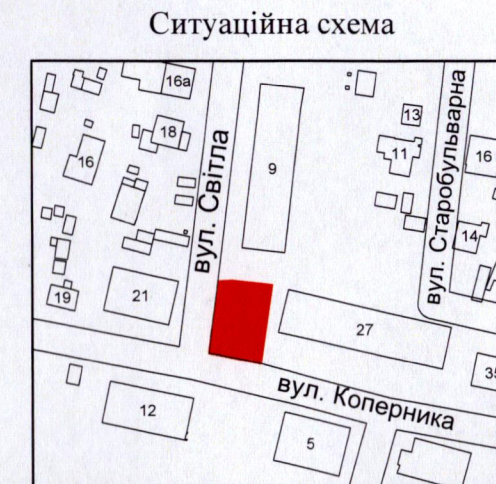 Ситуаційна схема
16а
13
18
9
11
16
16
вул. Світла
вул. Старобульварна
14
19
21
27
35
вул. Коперника
12
5